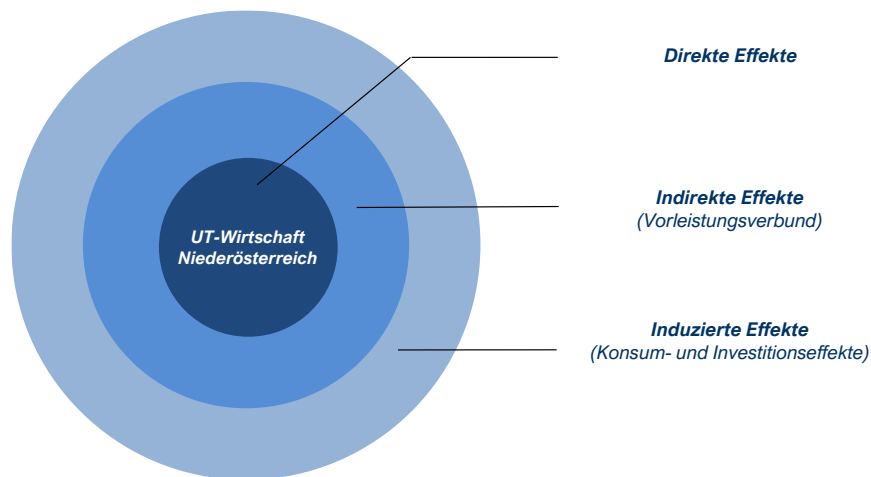 Direkte Effekte
UT-Wirtschaft
Niederösterreich
Indirekte Effekte
(Vorleistungsverbund)
Induzierte Effekte
(Konsum- und Investitionseffekte)